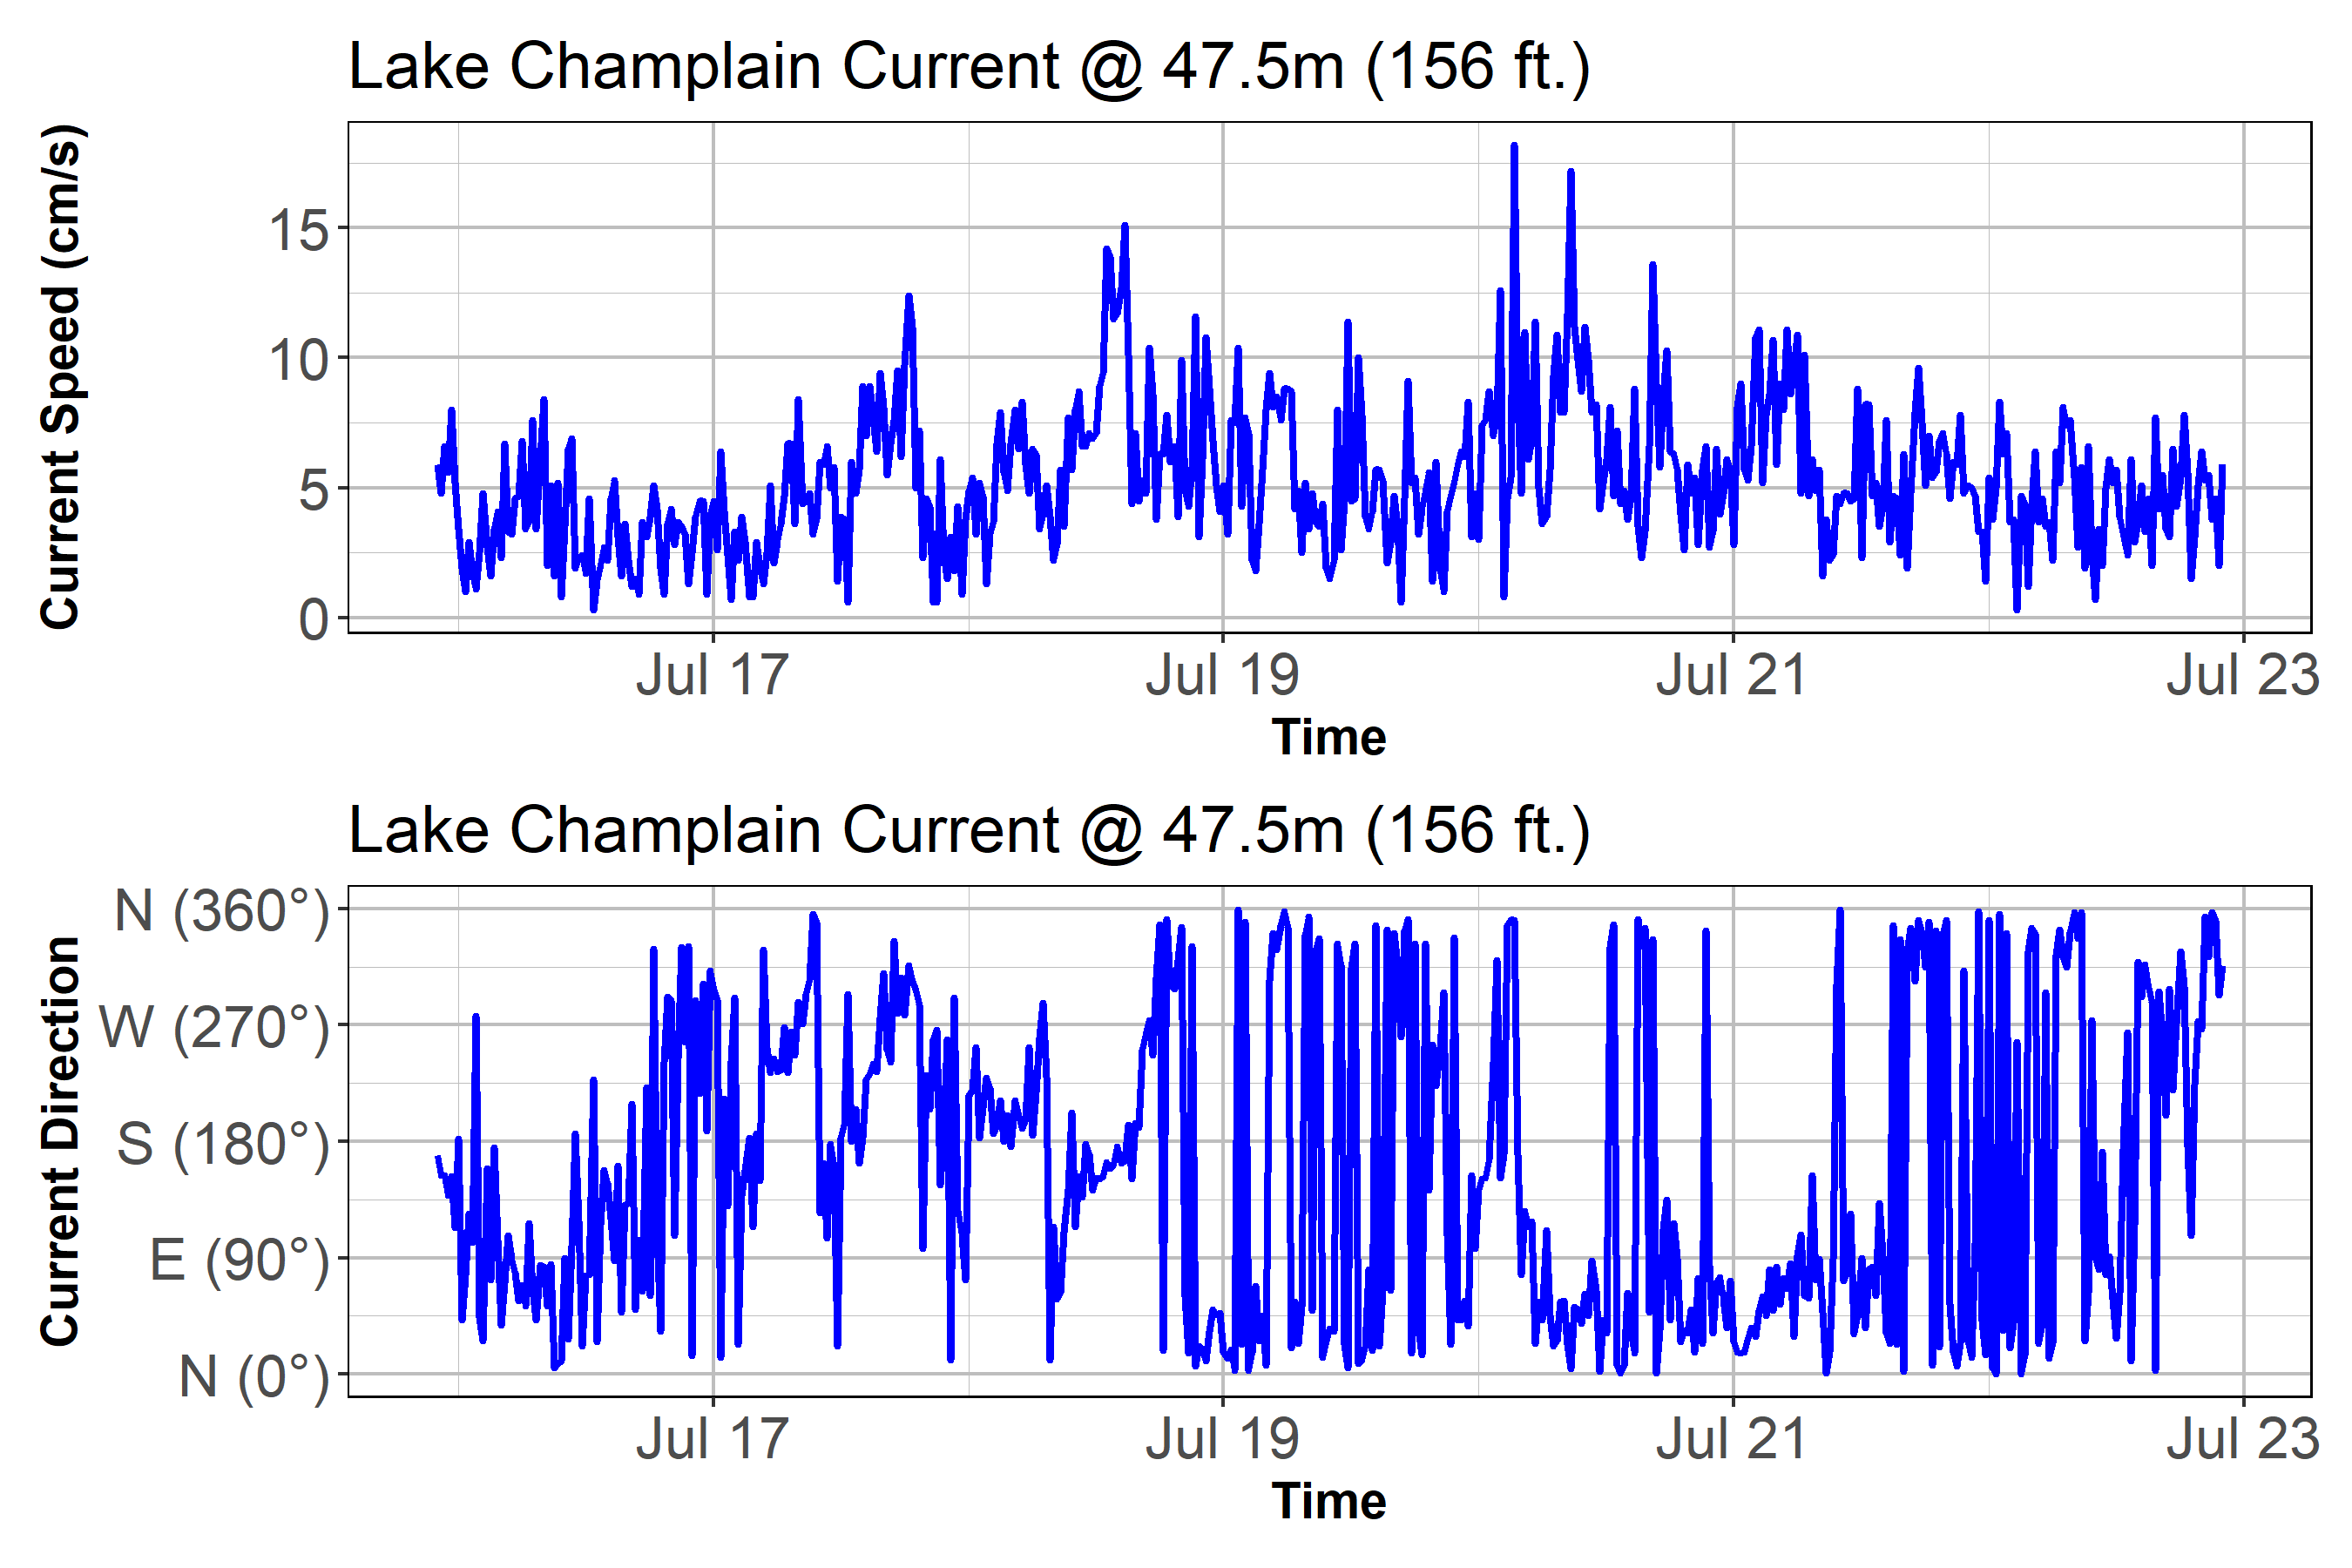 Lake Champlain Current @ 47.5m (156 ft.)
Current Speed (cm/s)
15
10
5
0
Jul 17
Jul 19
Jul 21
Jul 23
Time
Lake Champlain Current @ 47.5m (156 ft.)
Current Direction
N (360°)
W (270°)
S (180°)
E (90°)
N (0°)
Jul 17
Jul 19
Jul 21
Jul 23
Time